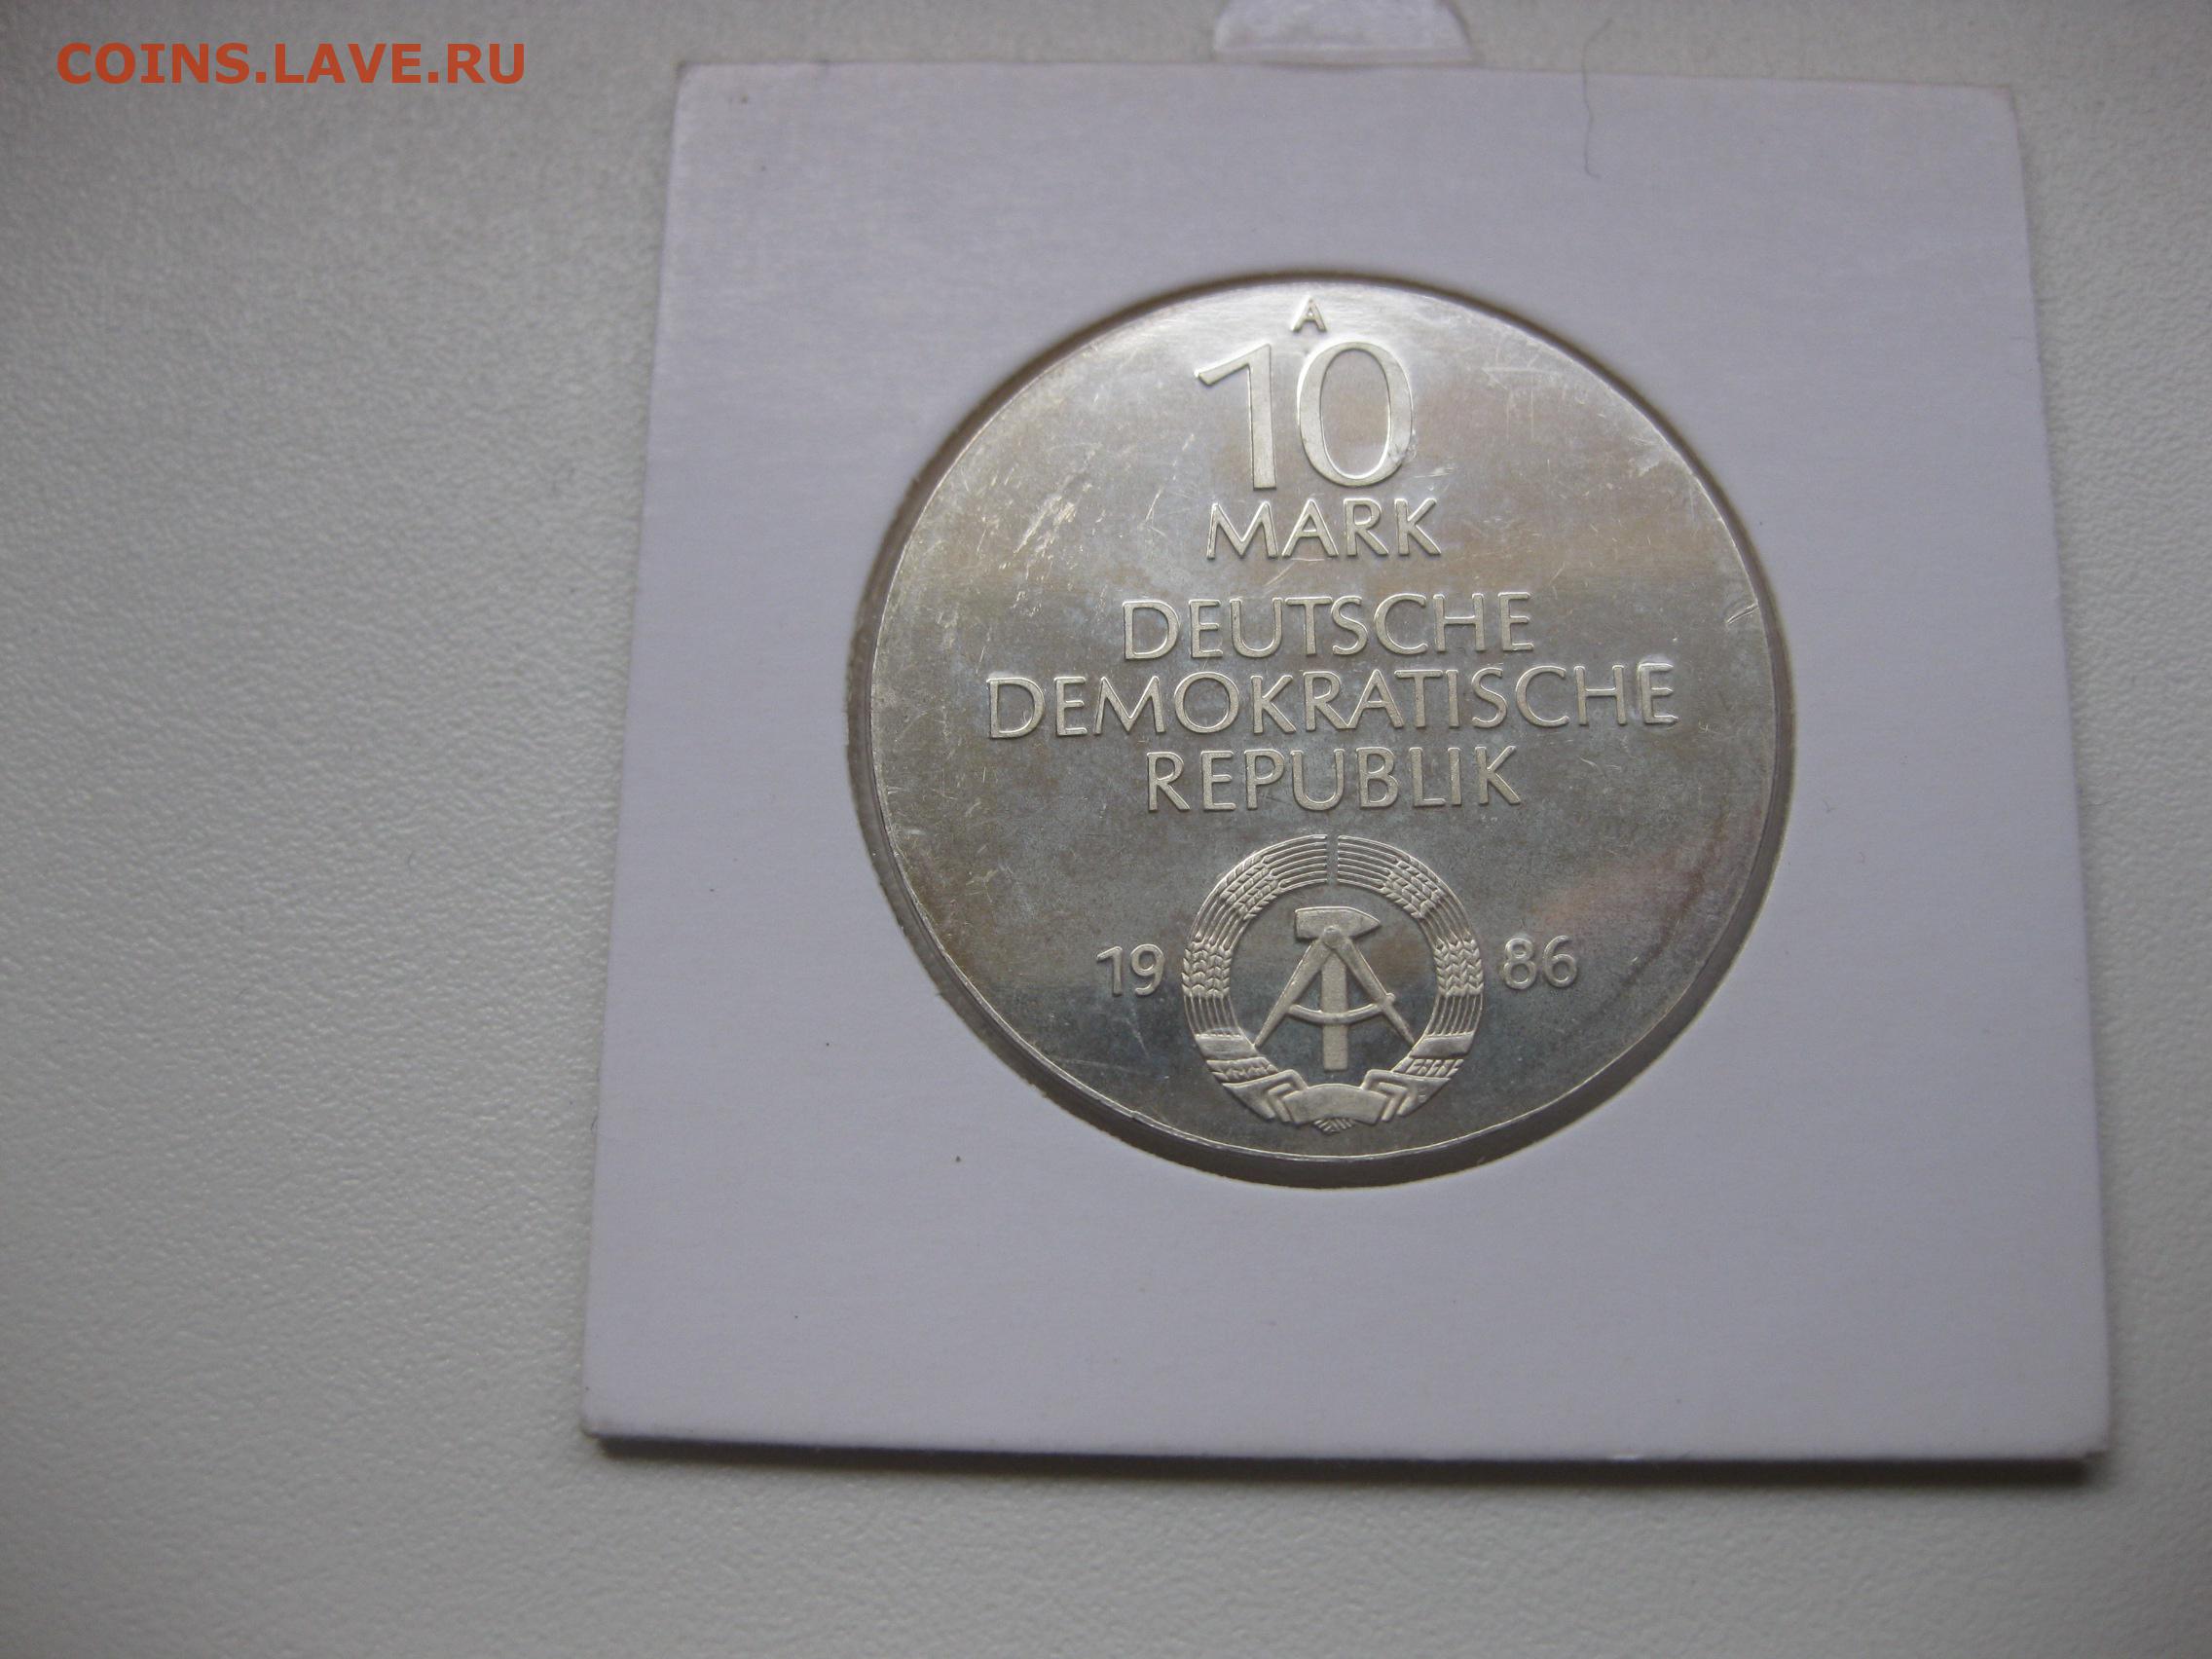 COINS.LAVE.RU
A
10
MARK
DEUTSCHE
DEMOKRATISCHE
REPUBLIK
19 86